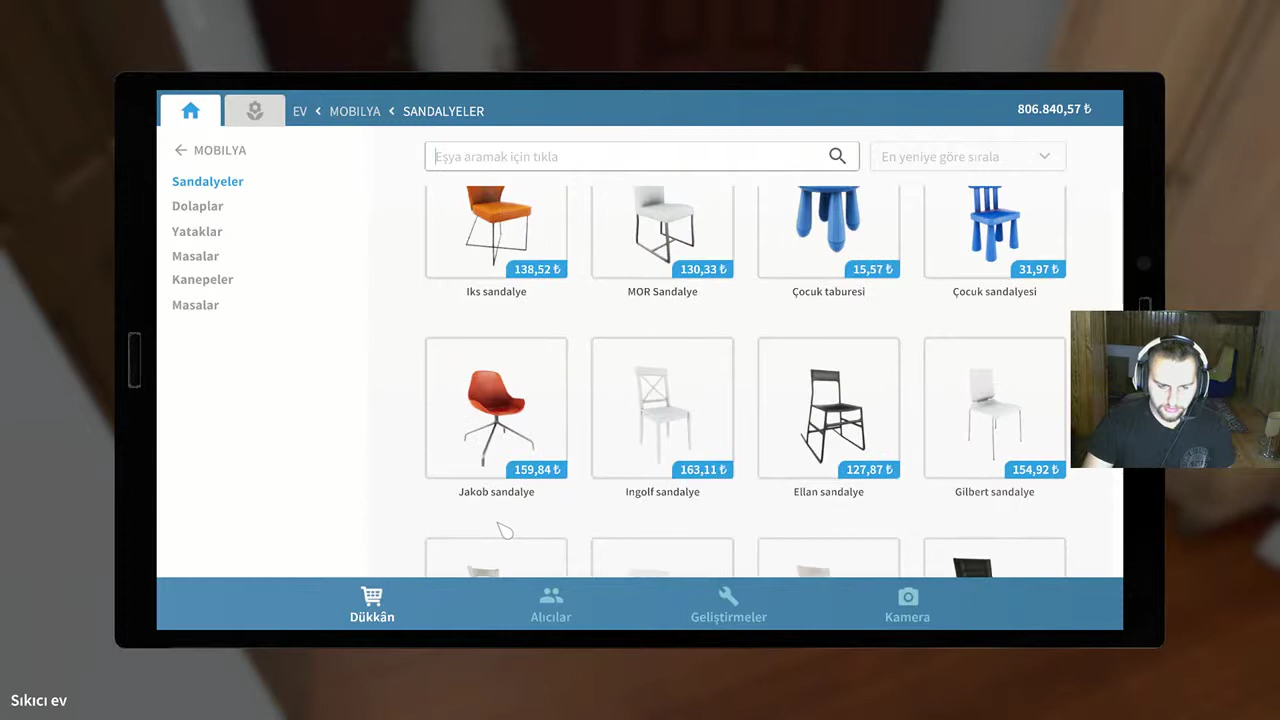 EV < MOBILYA < SANDALYELER
806.840,57 ₺
← MOBILYA
Eşya aramak için tıkla
En yeniye göre sırala
Sandalyeler
Dolaplar
Yataklar
Masalar
Kanepeler
Masalar
138,52 ₺
130,33 ₺
15,57 ₺
31,97 ₺
Iks sandalye
MOR Sandalye
Çocuk taburesi
Çocuk sandalyesi
159,84 ₺
163,11 ₺
127,87 ₺
154,92 ₺
Jakob sandalye
Ingolf sandalye
Ellan sandalye
Gilbert sandalye
Dükkân
Alıcılar
Geliştirmeler
Kamera
Sıkıcı ev